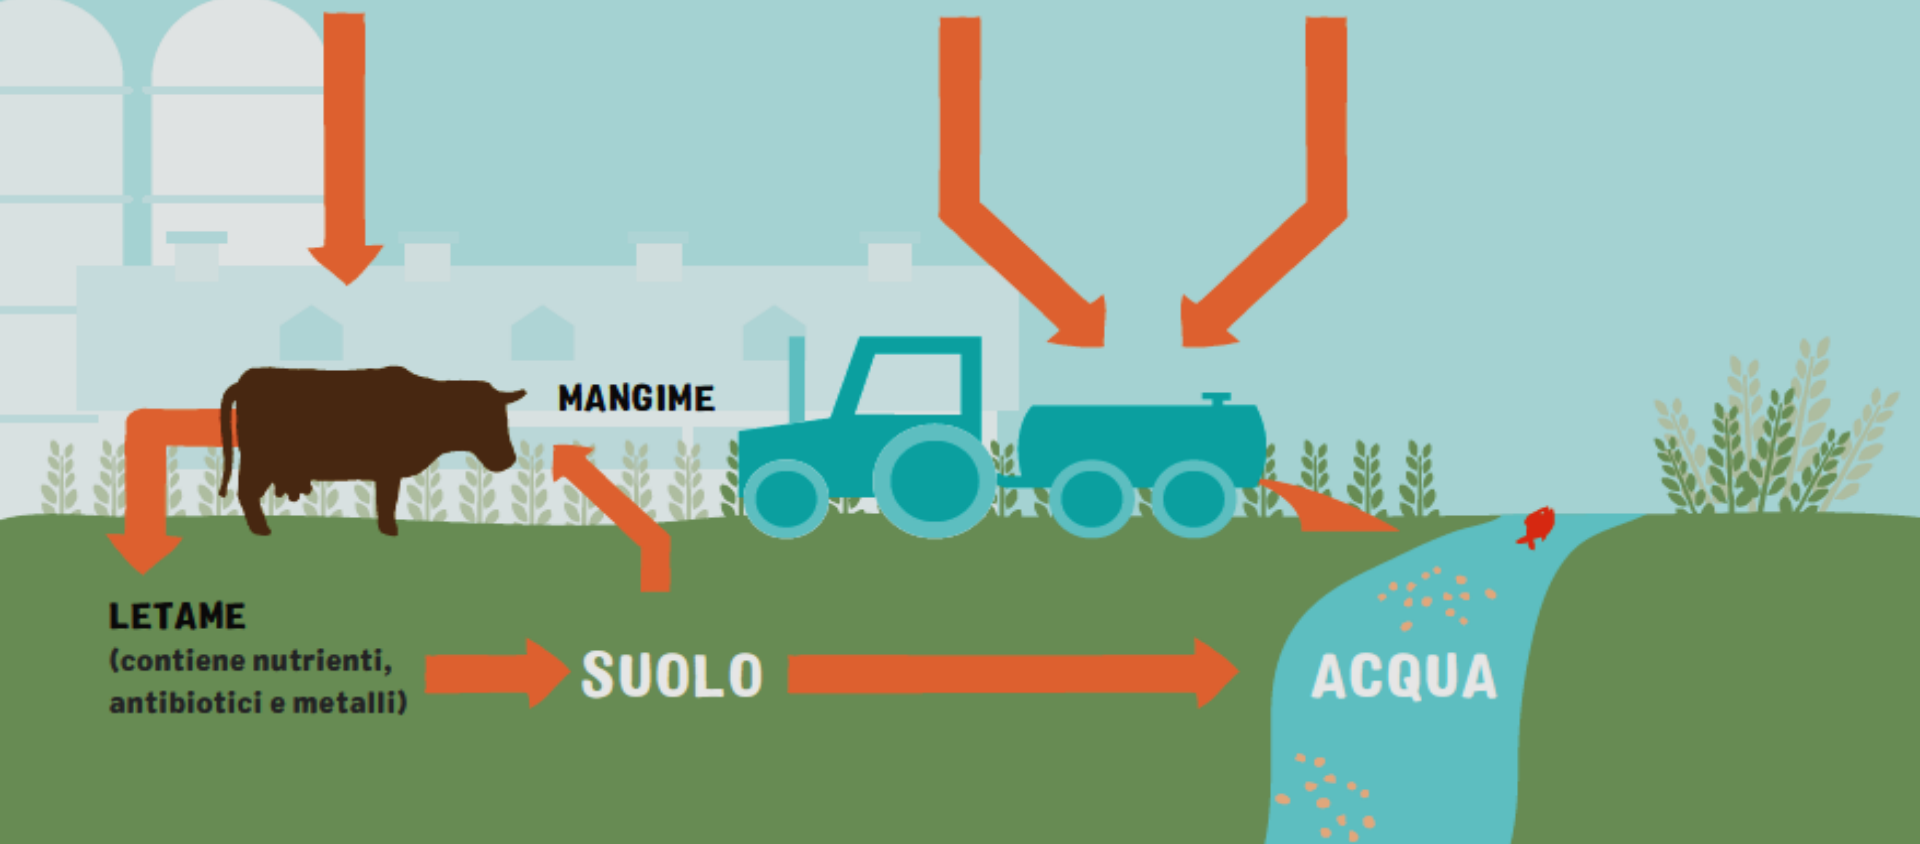 MANGIME
LETAME
(contiene nutrienti,
antibiotici e metalli)
SUOLO
ACQUA